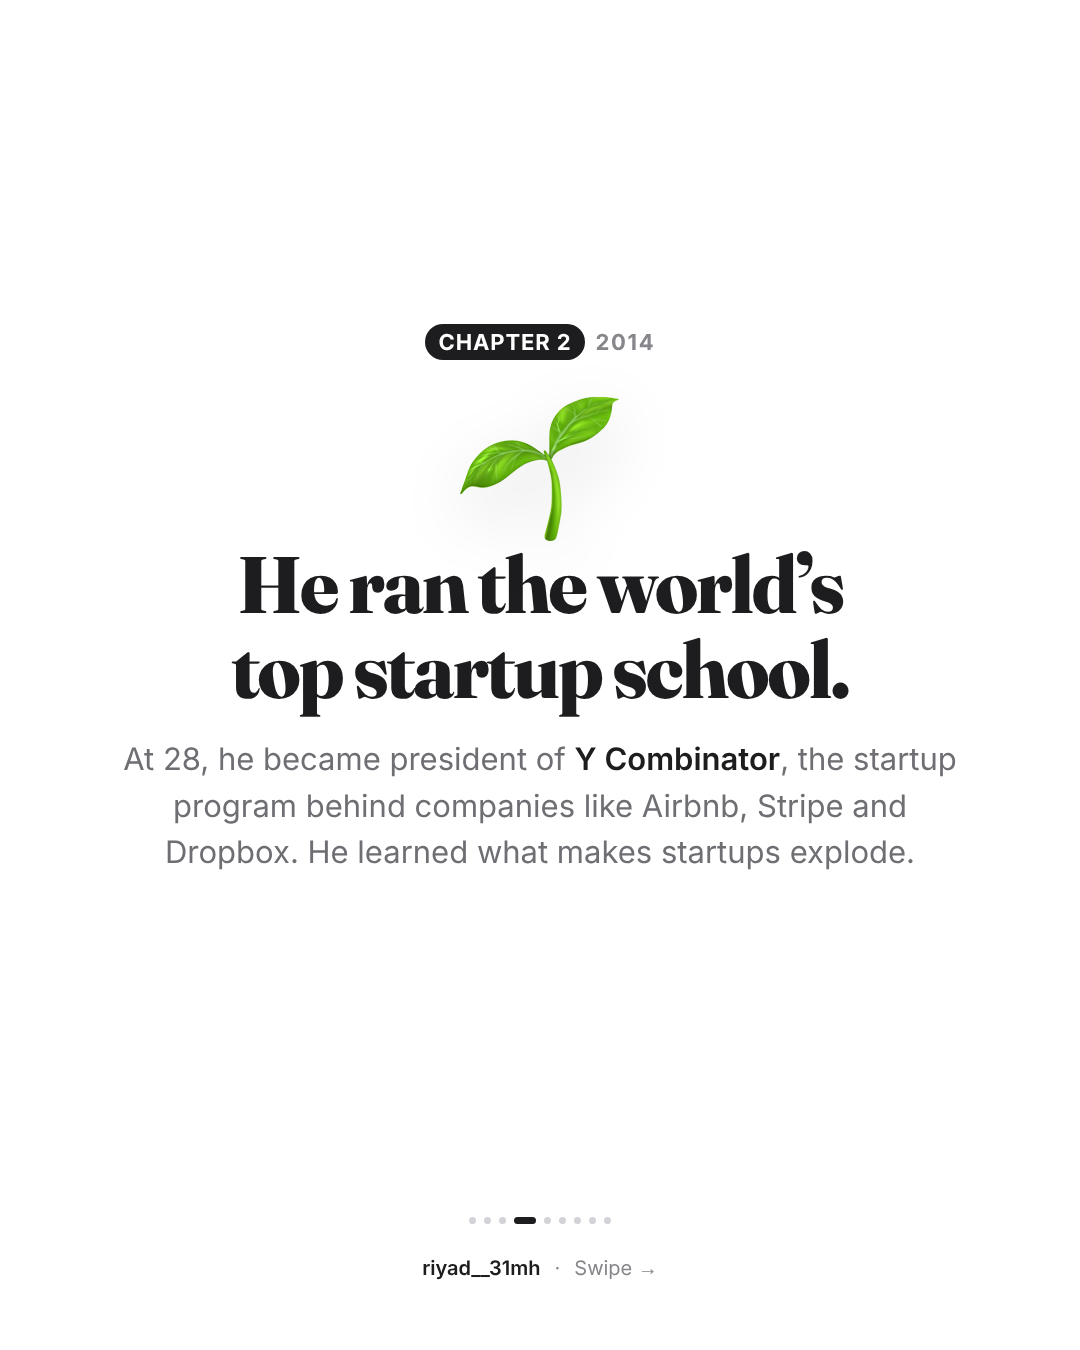 CHAPTER 2 2014
He ran the world’s
top startup school.
At 28, he became president of Y Combinator, the startup
program behind companies like Airbnb, Stripe and
Dropbox. He learned what makes startups explode.
riyad__31mh · Swipe →